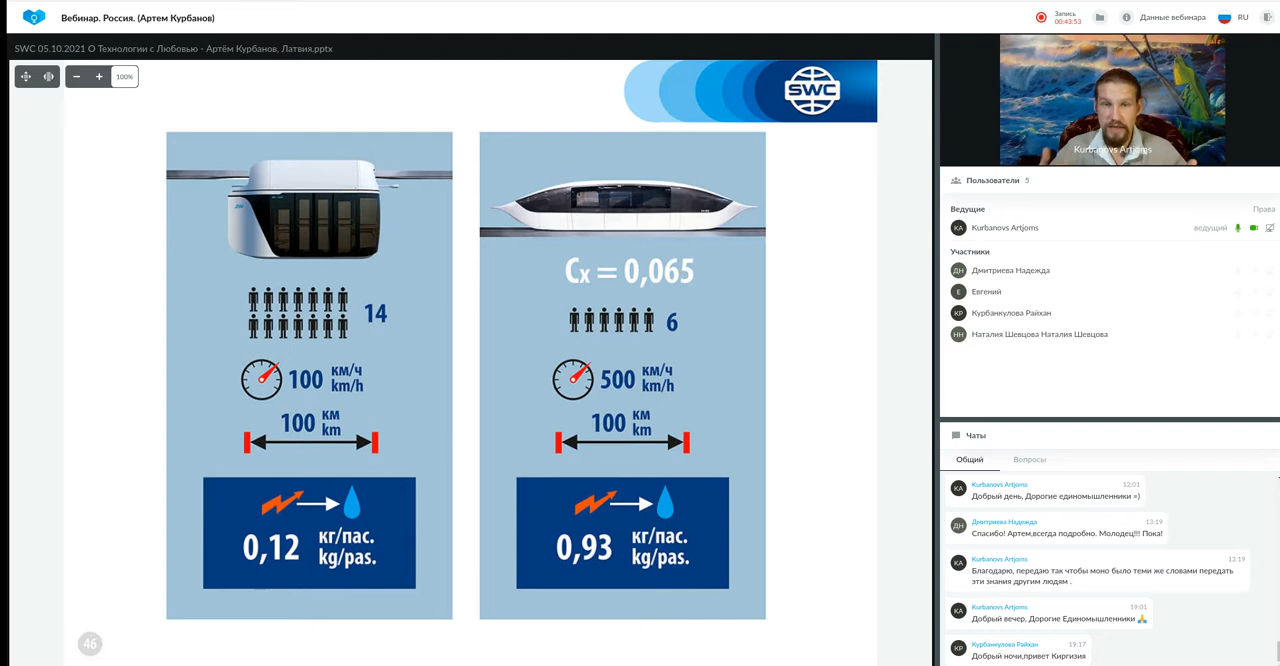 Вебинар. Россия. (Артем Курбанов)
Запись
00:43:53
Данные вебинара
RU
SWC 05.10.2021 О Технологии с Любовью - Артём Курбанов, Латвия.pptx
100%
SWC
14
100 км/ч km/h
100 км km
0,12 кг/пас. kg/pas.
Cx = 0,065
6
500 км/ч km/h
100 км km
0,93 кг/пас. kg/pas.
46
Kurbanovs Artjoms
Пользователи 5
Ведущие
Права
KA Kurbanovs Artjoms
ведущий
Участники
ДН Дмитриева Надежда
Е Евгений
КР Курбанкулова Райхан
НН Наталия Шевцова Наталия Шевцова
Чаты
Общий
Вопросы
KA
Kurbanovs Artjoms 12:01
Добрый день, Дорогие единомышленники =)
ДН
Дмитриева Надежда 13:19
Спасибо! Артем,всегда подробно. Молодец!!! Пока!
KA
Kurbanovs Artjoms 13:19
Благодарю, передаю так чтобы моно было теми же словами передать
эти знания другим людям .
KA
Kurbanovs Artjoms 19:01
Добрый вечер, Дорогие Единомышленники 🙏
КР
Курбанкулова Райхан 19:17
Добрый ночи,привет Киргизия